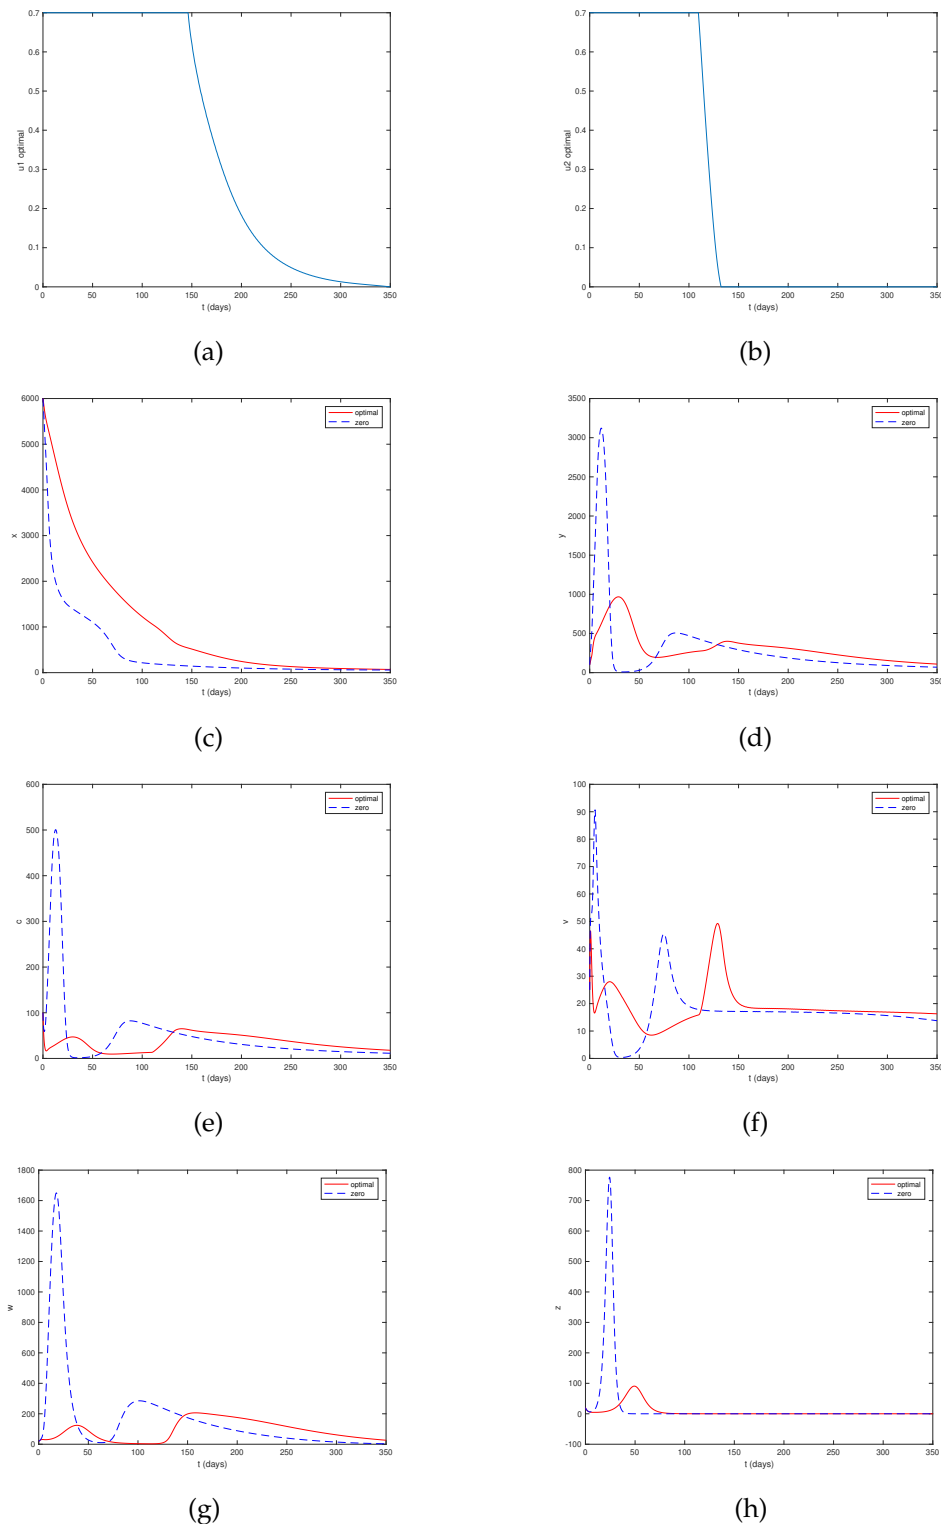 0.7
0.6
0.5
0.4
0.3
0.2
0.1
0
u1 optimal
0 50 100 150 200 250 300 350
t (days)
(a)
0.7
0.6
0.5
0.4
0.3
0.2
0.1
0
u2 optimal
0 50 100 150 200 250 300 350
t (days)
(b)
6000
5000
4000
3000
2000
1000
0
x
optimal
zero
0 50 100 150 200 250 300 350
t (days)
(c)
3500
3000
2500
2000
1500
1000
500
0
y
optimal
zero
0 50 100 150 200 250 300 350
t (days)
(d)
600
500
400
300
200
100
0
c
optimal
zero
0 50 100 150 200 250 300 350
t (days)
(e)
100
90
80
70
60
50
40
30
20
10
0
v
optimal
zero
0 50 100 150 200 250 300 350
t (days)
(f)
1800
1600
1400
1200
1000
800
600
400
200
0
w
optimal
zero
0 50 100 150 200 250 300 350
t (days)
(g)
800
700
600
500
400
300
200
100
0
-100
z
optimal
zero
0 50 100 150 200 250 300 350
t (days)
(h)